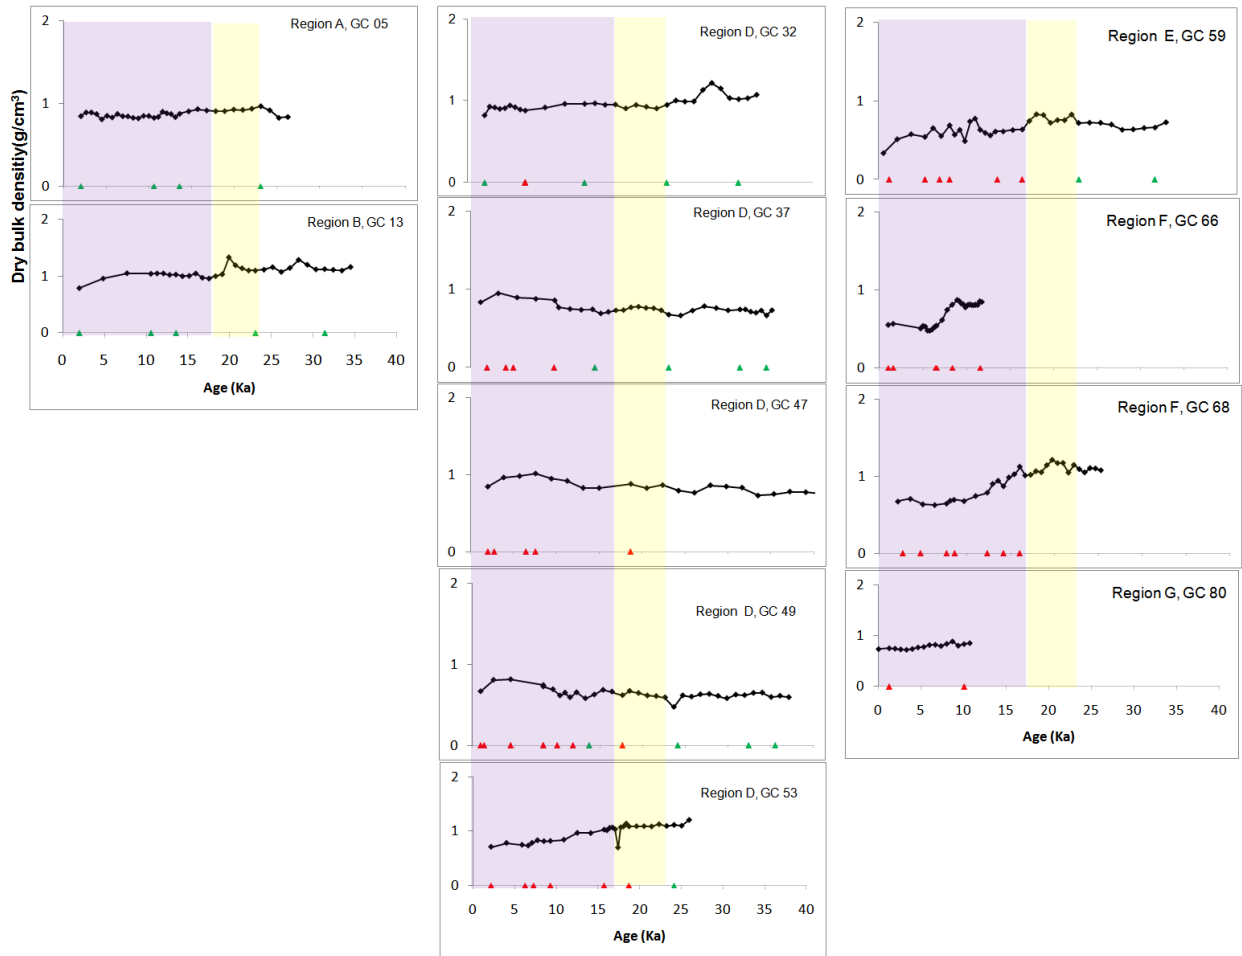 Dry bulk densitiy(g/cm³)
Region A, GC 05
2
1
0
Region B, GC 13
2
1
0
0 5 10 15 20 25 30 35 40
Age (Ka)
Region D, GC 32
2
1
0
Region D, GC 37
2
1
0
Region D, GC 47
2
1
0
Region D, GC 49
2
1
0
Region D, GC 53
2
1
0
0 5 10 15 20 25 30 35 40
Age (Ka)
Region E, GC 59
2
1
0
Region F, GC 66
2
1
0
Region F, GC 68
2
1
0
Region G, GC 80
2
1
0
0 5 10 15 20 25 30 35 40
Age (Ka)